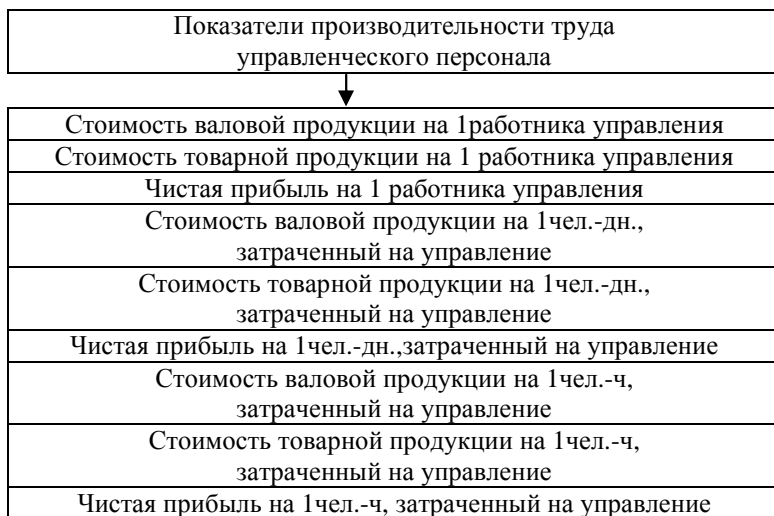 Показатели производительности труда
управленческого персонала
Стоимость валовой продукции на 1работника управления
Стоимость товарной продукции на 1 работника управления
Чистая прибыль на 1 работника управления
Стоимость валовой продукции на 1чел.-дн.,
затраченный на управление
Стоимость товарной продукции на 1чел.-дн.,
затраченный на управление
Чистая прибыль на 1чел.-дн.,затраченный на управление
Стоимость валовой продукции на 1чел.-ч,
затраченный на управление
Стоимость товарной продукции на 1чел.-ч,
затраченный на управление
Чистая прибыль на 1чел.-ч, затраченный на управление